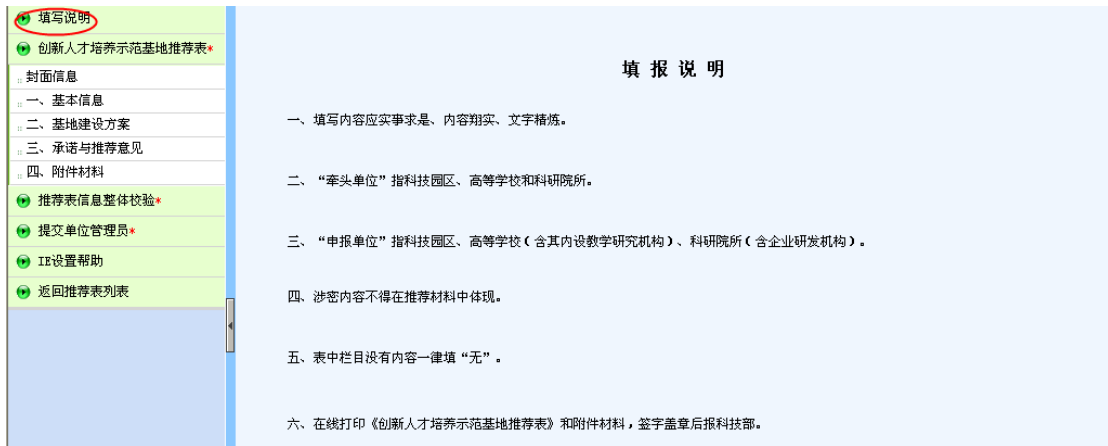 填写说明
创新人才培养示范基地推荐表*
封面信息
一、基本信息
二、基地建设方案
三、承诺与推荐意见
四、附件材料
推荐表信息整体校验*
提交单位管理员*
IE设置帮助
返回推荐表列表
填 报 说 明
一、填写内容应实事求是、内容翔实、文字精炼。
二、“牵头单位”指科技园区、高等学校和科研院所。
三、“申报单位”指科技园区、高等学校(含其内设教学研究机构)、科研院所(含企业研发机构)。
四、涉密内容不得在推荐材料中体现。
五、表中栏目没有内容一律填“无”。
六、在线打印《创新人才培养示范基地推荐表》和附件材料,签字盖章后报科技部。